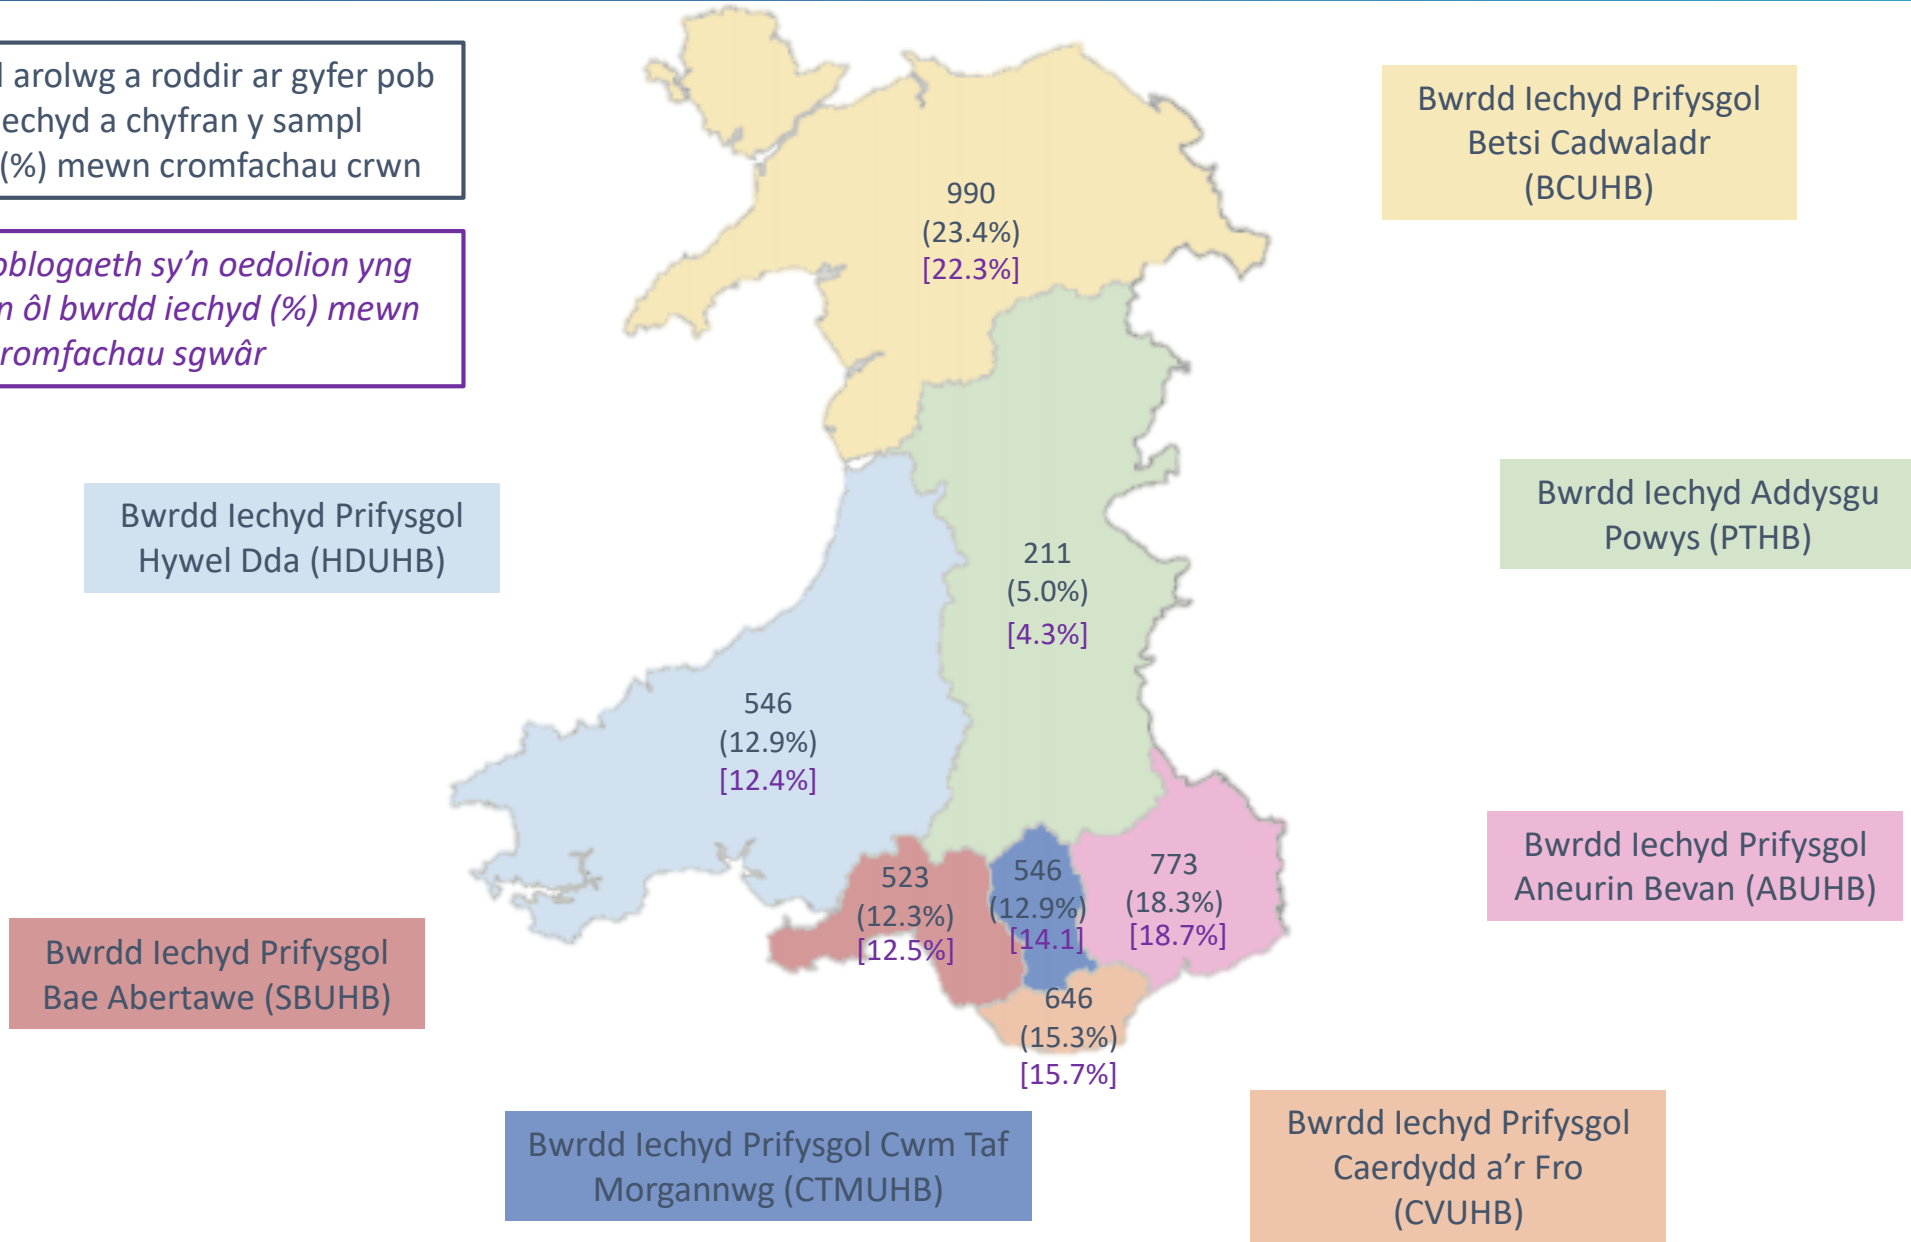 arolwg a roddir ar gyfer pob
iechyd a chyfran y sampl
(%) mewn cromfachau crwn
sy’n oedolion yng
ôl bwrdd iechyd (%) mewn
sgwâr
Bwrdd Iechyd Prifysgol
Betsi Cadwaladr
(BCUHB)
990
(23.4%)
[22.3%]
Bwrdd Iechyd Prifysgol
Hywel Dda (HDUHB)
Bwrdd Iechyd Addysgu
Powys (PTHB)
211
(5.0%)
[4.3%]
546
(12.9%)
[12.4%]
Bwrdd Iechyd Prifysgol
Aneurin Bevan (ABUHB)
523
(12.3%)
[12.5%]
546
(12.9%)
[14.1]
773
(18.3%)
[18.7%]
Bwrdd Iechyd Prifysgol
Bae Abertawe (SBUHB)
646
(15.3%)
[15.7%]
Bwrdd Iechyd Prifysgol Cwm Taf
Morgannwg (CTMUHB)
Bwrdd Iechyd Prifysgol
Caerdydd a’r Fro
(CVUHB)